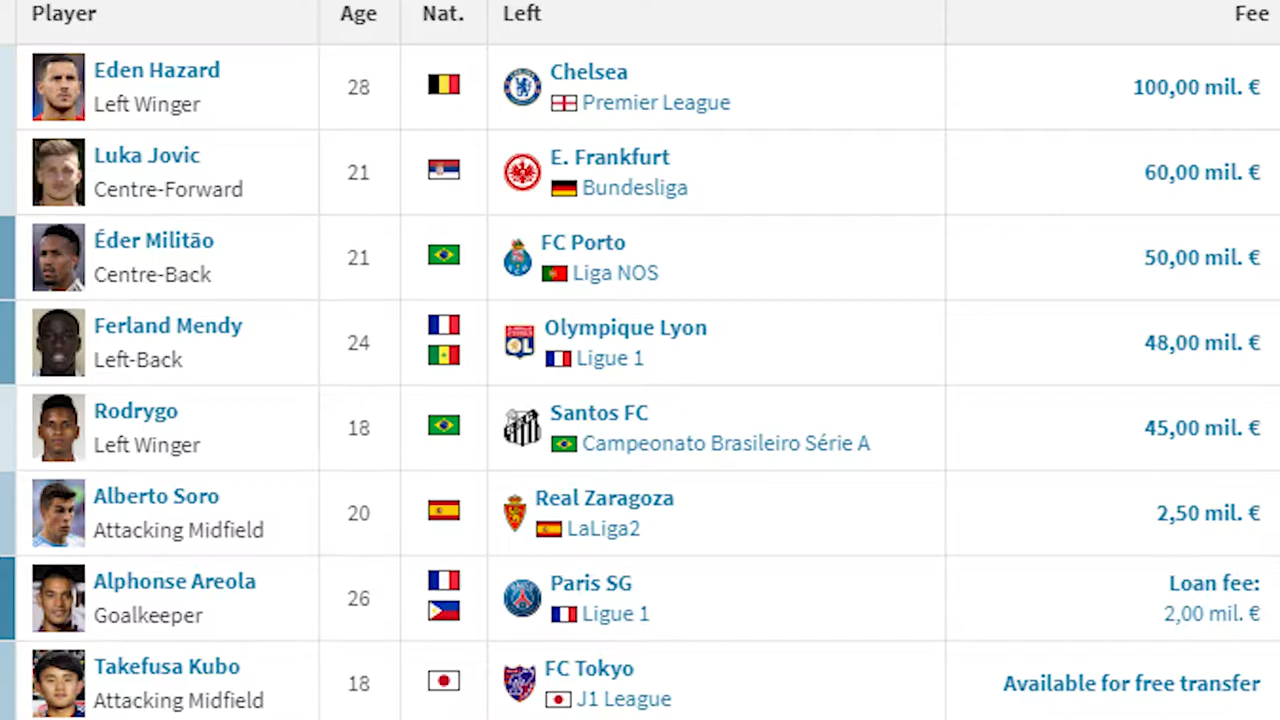 Player Age Nat. Left Fee
Eden Hazard
Left Winger
28
Chelsea
Premier League
100,00 mil. €
Luka Jovic
Centre-Forward
21
E. Frankfurt
Bundesliga
60,00 mil. €
Éder Militão
Centre-Back
21
FC Porto
Liga NOS
50,00 mil. €
Ferland Mendy
Left-Back
24
Olympique Lyon
Ligue 1
48,00 mil. €
Rodrygo
Left Winger
18
Santos FC
Campeonato Brasileiro Série A
45,00 mil. €
Alberto Soro
Attacking Midfield
20
Real Zaragoza
LaLiga2
2,50 mil. €
Alphonse Areola
Goalkeeper
26
Paris SG
Ligue 1
Loan fee:
2,00 mil. €
Takefusa Kubo
Attacking Midfield
18
FC Tokyo
J1 League
Available for free transfer